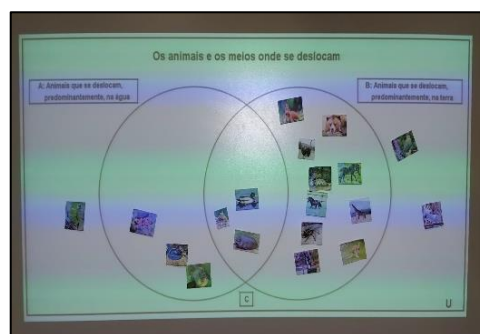 Os animais e os meios onde se deslocam
A: Animais que se deslocam,
predominantemente, na água
B: Animais que se deslocam,
predominantemente, na terra
C
U